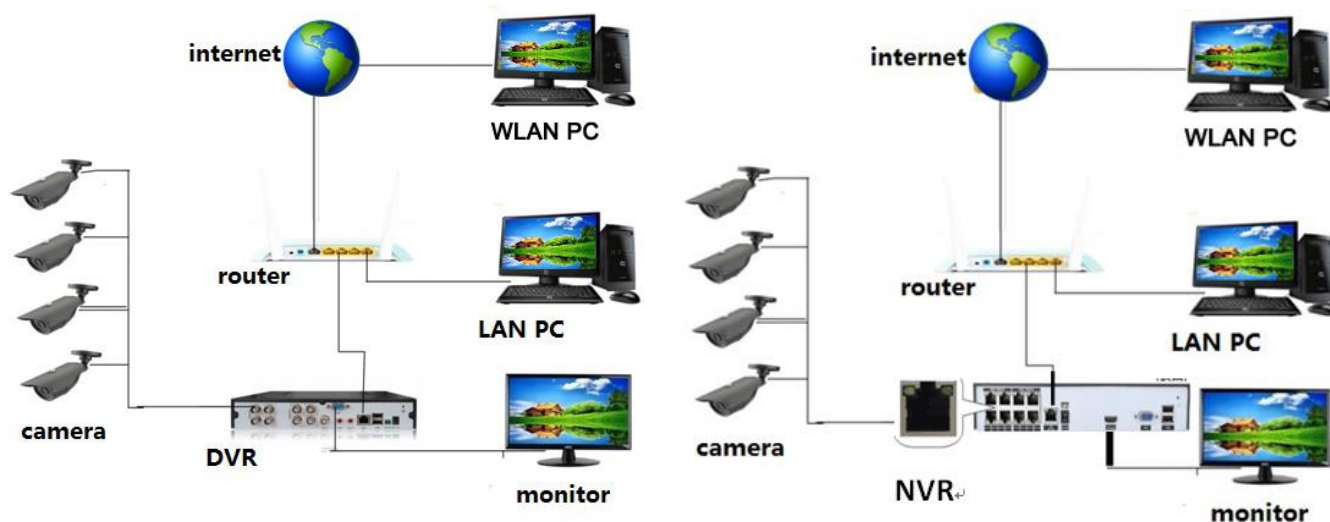 internet
WLAN PC
router
LAN PC
camera
DVR
monitor
internet
WLAN PC
router
LAN PC
camera
NVR
monitor